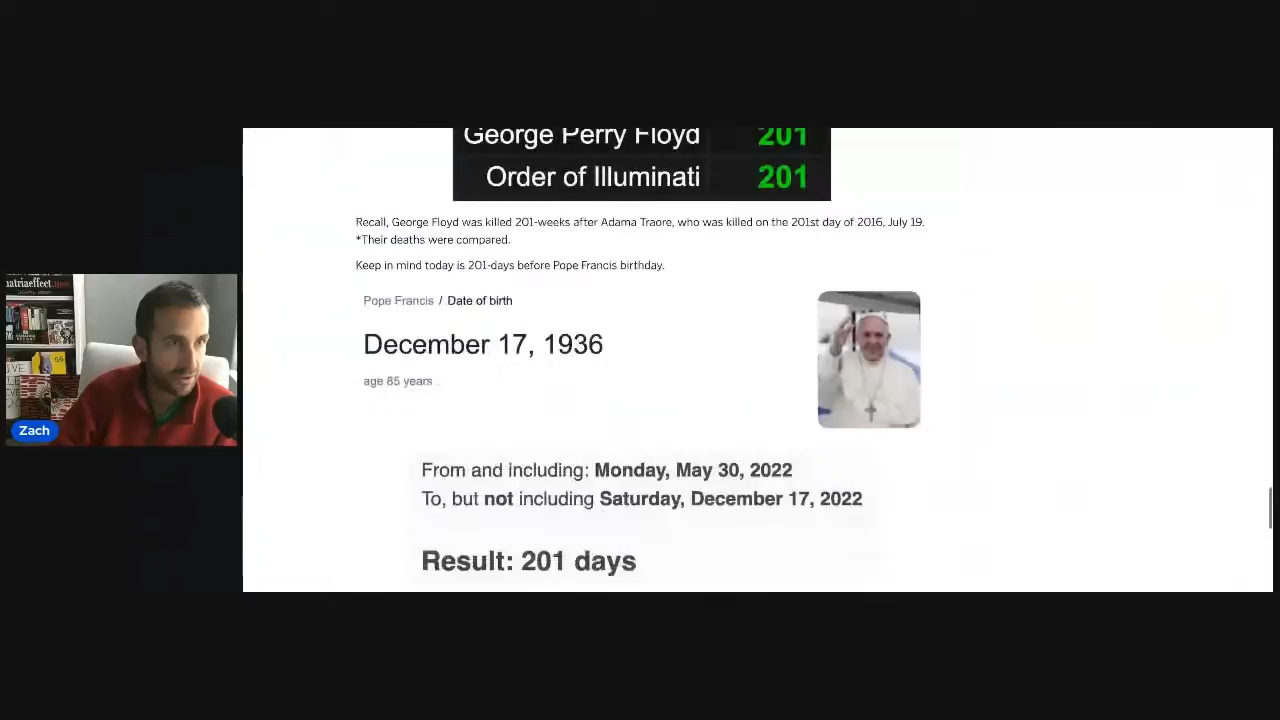 George Perry Floyd 201
Order of Illuminati 201
Recall, George Floyd was killed 201-weeks after Adama Traore, who was killed on the 201st day of 2016, July 19.
*Their deaths were compared.
Keep in mind today is 201-days before Pope Francis birthday.
Pope Francis / Date of birth
December 17, 1936
age 85 years
From and including: Monday, May 30, 2022
To, but not including Saturday, December 17, 2022
Result: 201 days
Zach